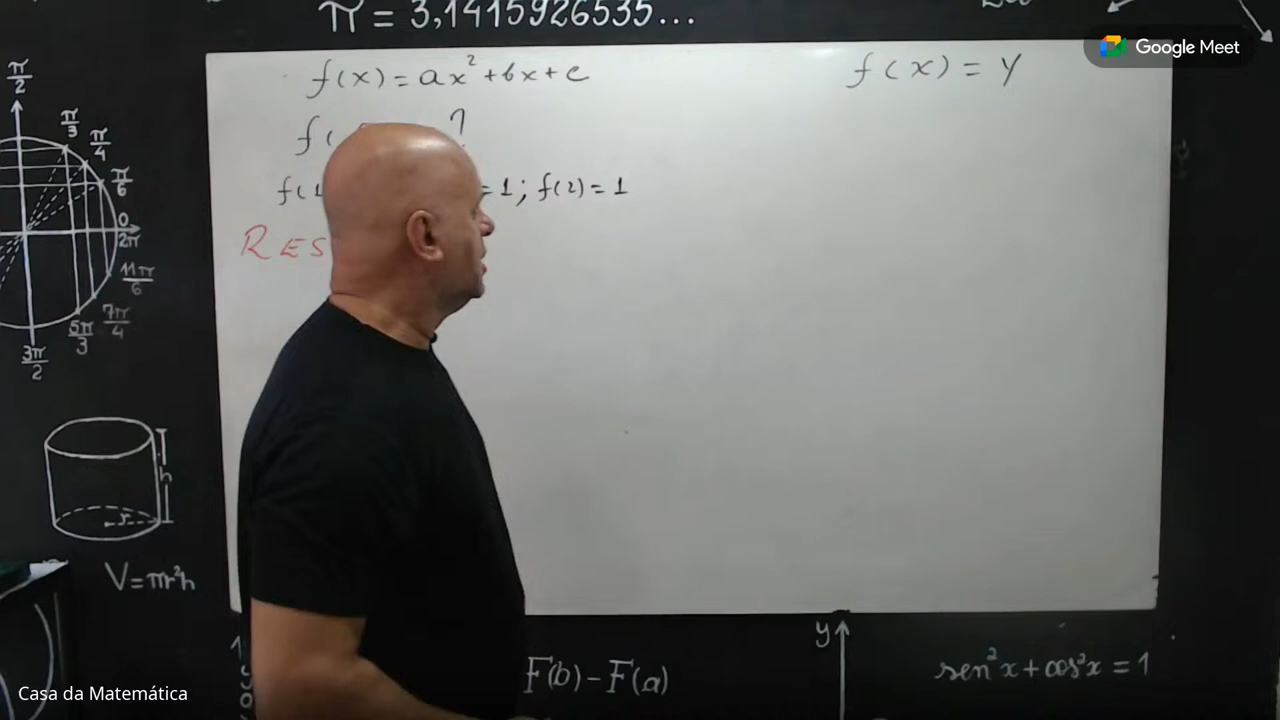 π = 3,1415926535...
Google Meet
f(x) = ax²+bx+c
f(x) = y
f( ?
f(1 =1; f(2)=1
RES
π/2
π/3
π/4
π/6
0
2π
11π/6
7π/4
5π/3
3π/2
h
r
V=πr²h
F(b)-F(a)
y
sen²x+cos²x=1
Casa da Matemática